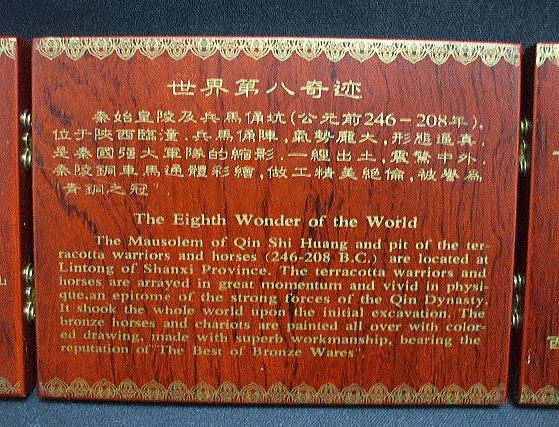 世界第八奇迹
秦始皇陵及兵馬俑坑(公元前246-208年),
位于陝西臨潼.兵馬俑陣,氣勢龐大,形態逼真.
是秦國强大軍隊的縮影.一經出土,震驚中外.
秦陵銅車馬通體彩繪,做工精美絕倫,被譽爲
"青銅之冠"
The Eighth Wonder of the World
The Mausolem of Qin Shi Huang and pit of the ter-
racotta warriors and horses (246-208 B.C.) are located at
Lintong of Shanxi Province. The terracotta warriors and
horses are arrayed in great momentum and vivid in physi-
que,an epitome of the strong forces of the Qin Dynasty.
It shook the whole world upon the initial excavation. The
bronze horses and chariots are painted all over with color-
ed drawing, made with superb workmanship, bearing the
reputation of"The Best of Bronze Wares".